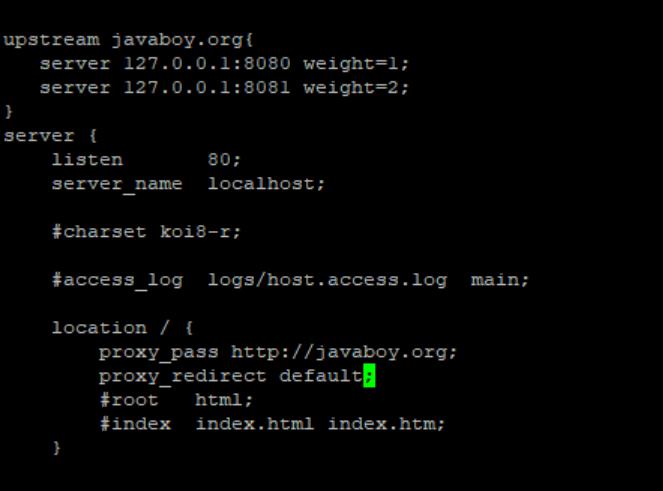 upstream javaboy.org{
   server 127.0.0.1:8080 weight=1;
   server 127.0.0.1:8081 weight=2;
}
server {
    listen       80;
    server_name  localhost;

    #charset koi8-r;

    #access_log  logs/host.access.log  main;

    location / {
        proxy_pass http://javaboy.org;
        proxy_redirect default;
        #root   html;
        #index  index.html index.htm;
    }